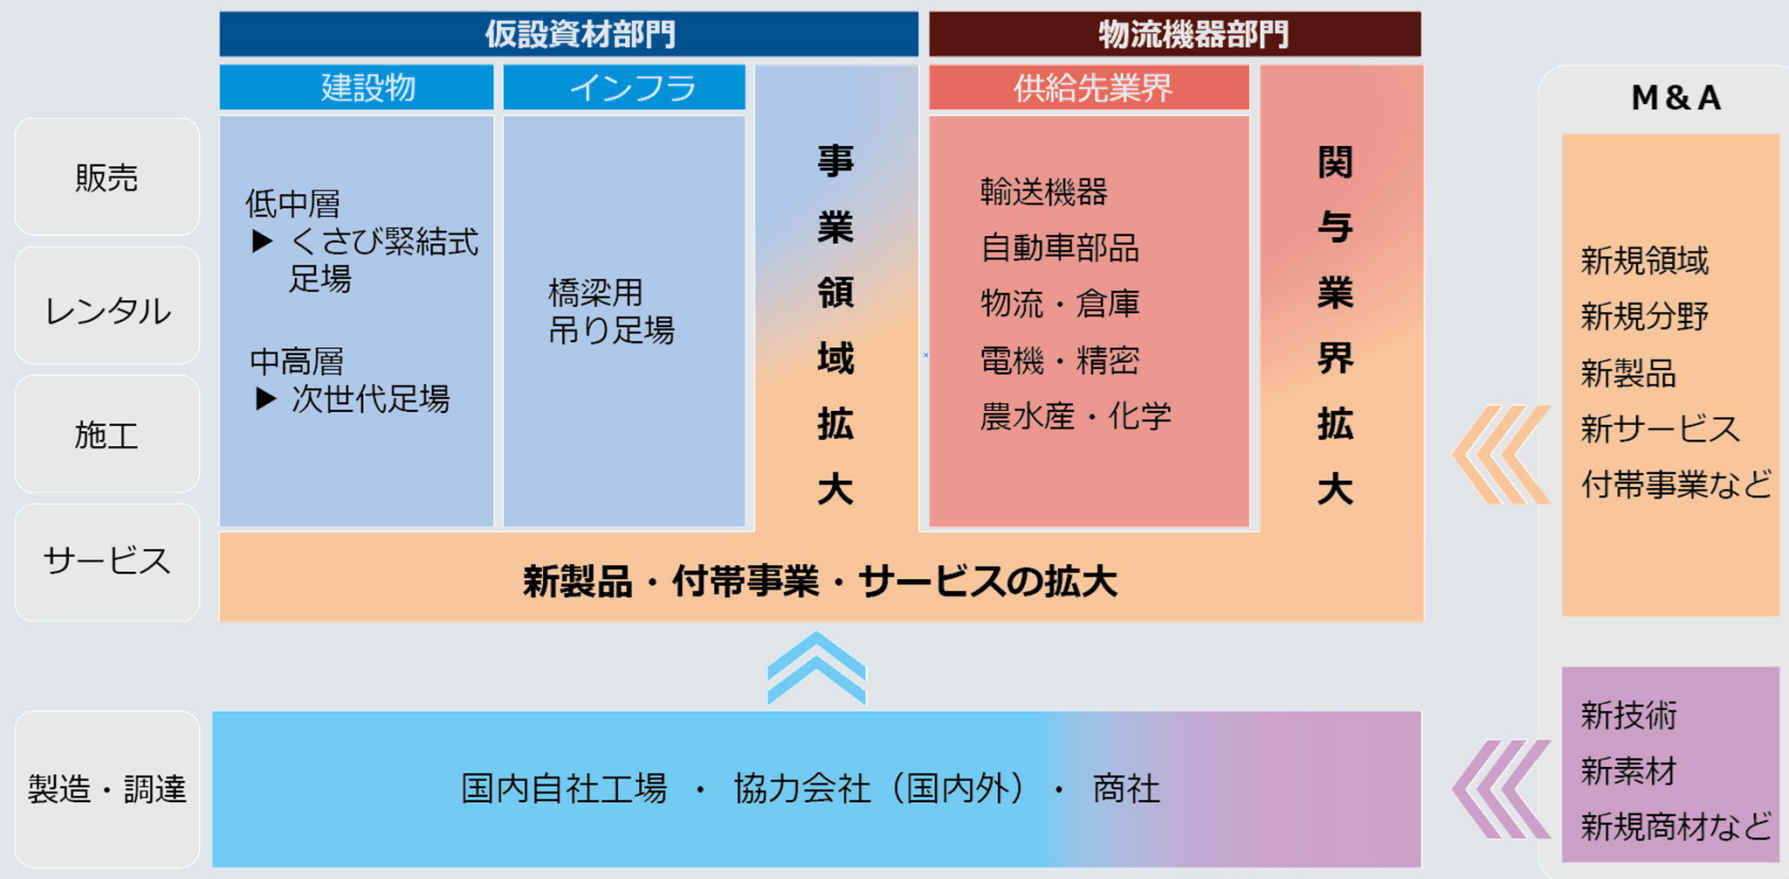 仮設資材部門
物流機器部門
建設物
インフラ
供給先業界
M&A
販売
レンタル
施工
サービス
低中層
▶ くさび緊結式
足場
中高層
▶ 次世代足場
橋梁用
吊り足場
事業領域拡大
輸送機器
自動車部品
物流・倉庫
電機・精密
農水産・化学
関与業界拡大
新規領域
新規分野
新製品
新サービス
付帯事業など
新製品・付帯事業・サービスの拡大
製造・調達
国内自社工場 ・ 協力会社（国内外）・ 商社
新技術
新素材
新規商材など